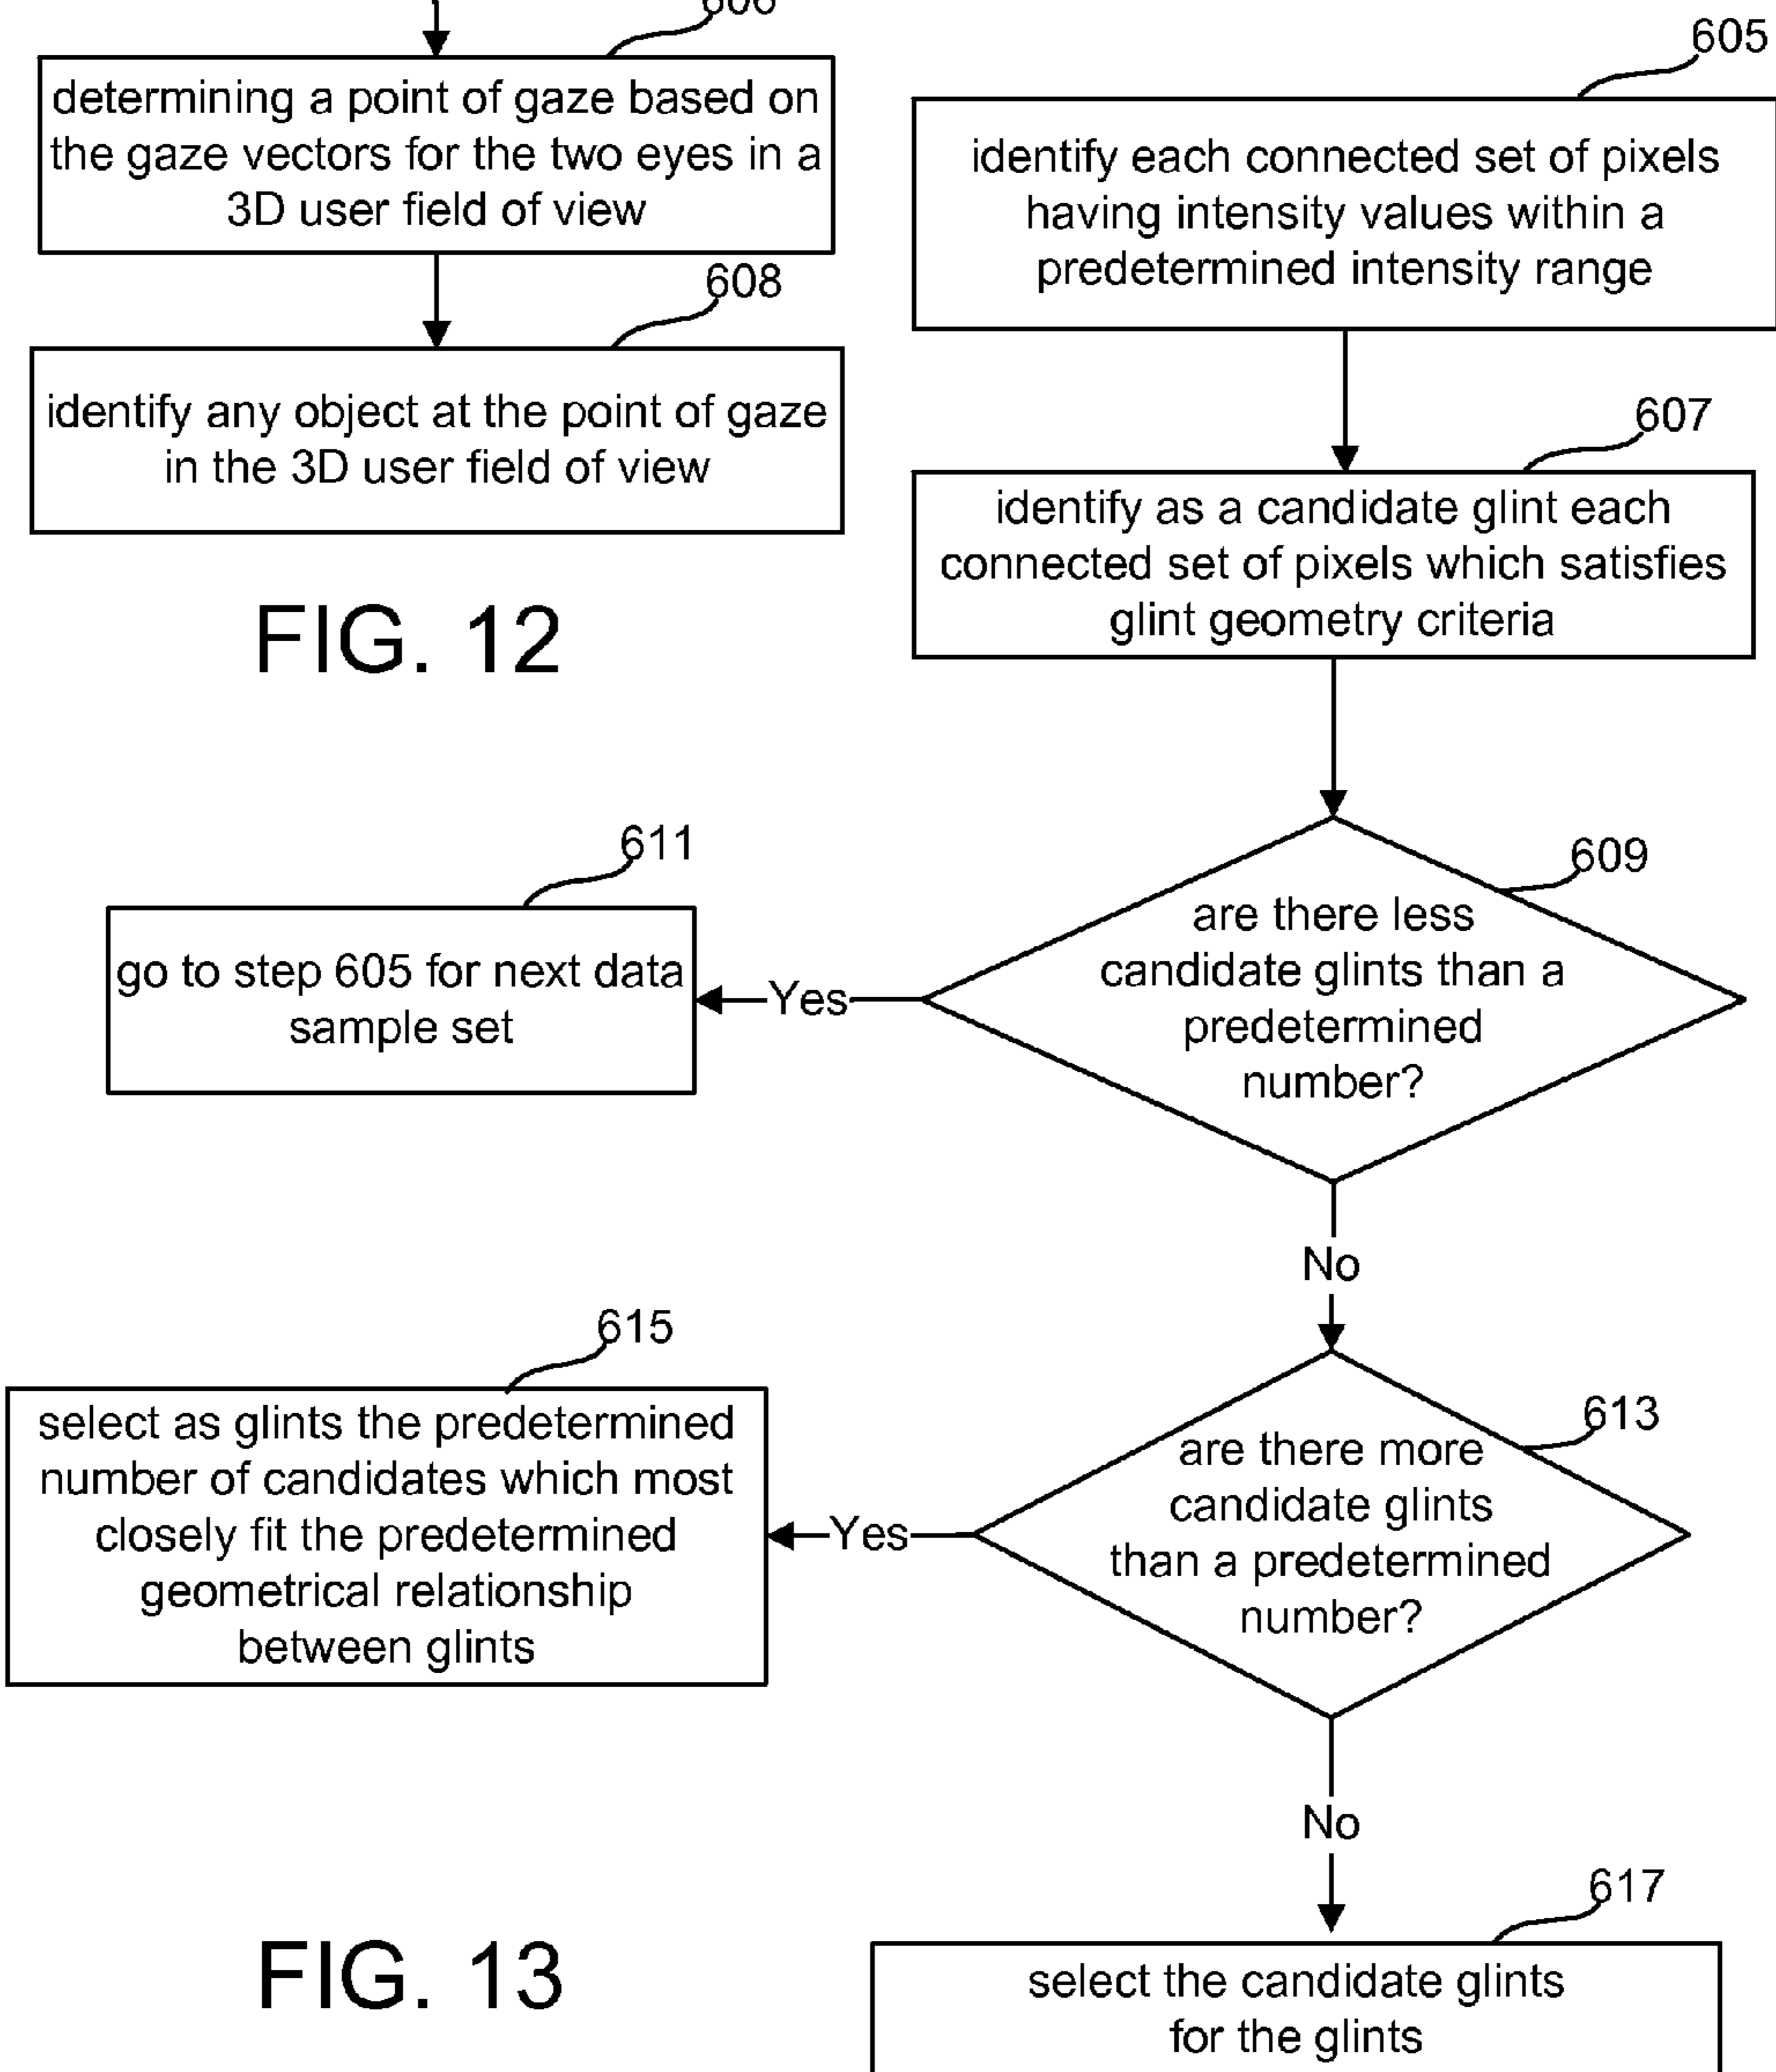 606
determining a point of gaze based on
the gaze vectors for the two eyes in a
3D user field of view
608
identify any object at the point of gaze
in the 3D user field of view
FIG. 12
605
identify each connected set of pixels
having intensity values within a
predetermined intensity range
607
identify as a candidate glint each
connected set of pixels which satisfies
glint geometry criteria
609
are there less
candidate glints than a
predetermined
number?
Yes
611
go to step 605 for next data
sample set
No
613
are there more
candidate glints
than a predetermined
number?
Yes
615
select as glints the predetermined
number of candidates which most
closely fit the predetermined
geometrical relationship
between glints
No
617
select the candidate glints
for the glints
FIG. 13